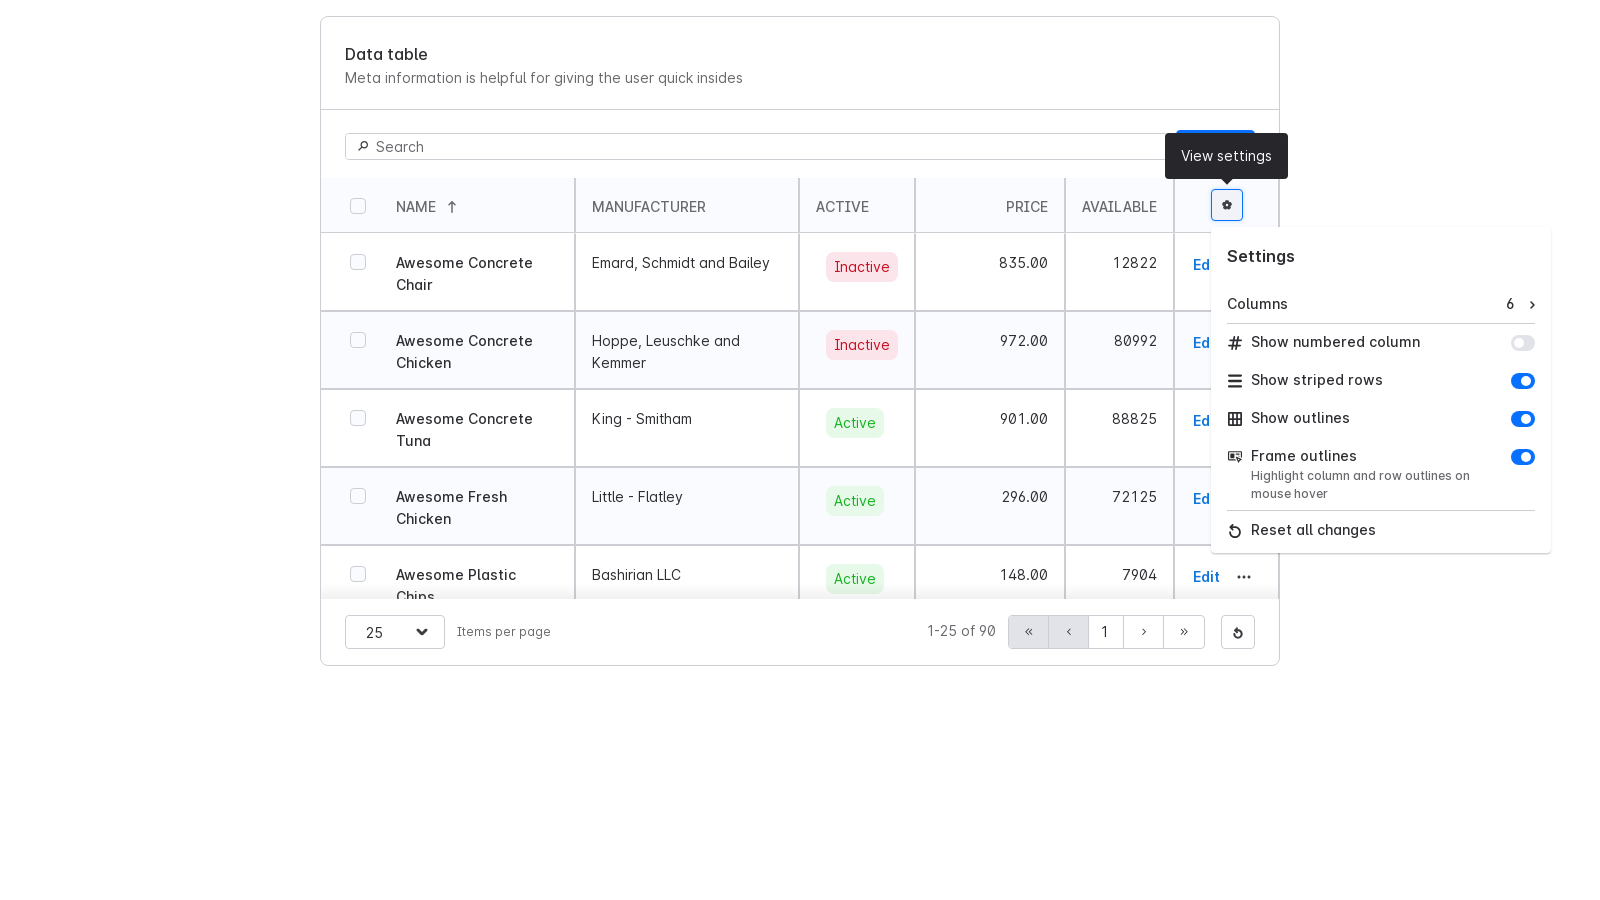 Data table
Meta information is helpful for giving the user quick insides
Search
View settings
NAME
MANUFACTURER
ACTIVE
PRICE
AVAILABLE
Awesome Concrete
Chair
Emard, Schmidt and Bailey
Inactive
835.00
12822
Ed
Awesome Concrete
Chicken
Hoppe, Leuschke and
Kemmer
Inactive
972.00
80992
Ed
Awesome Concrete
Tuna
King - Smitham
Active
901.00
88825
Ed
Awesome Fresh
Chicken
Little - Flatley
Active
296.00
72125
Ed
Awesome Plastic
Chips
Bashirian LLC
Active
148.00
7904
Edit
Settings
Columns
6
Show numbered column
Show striped rows
Show outlines
Frame outlines
Highlight column and row outlines on
mouse hover
Reset all changes
25
Items per page
1-25 of 90
«
‹
1
›
»